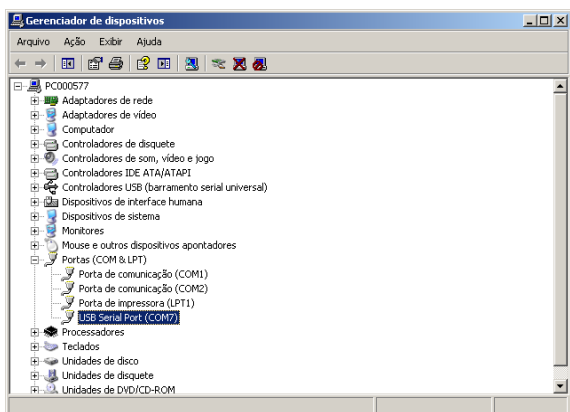 Gerenciador de dispositivos
Arquivo Ação Exibir Ajuda
PC000577
Adaptadores de rede
Adaptadores de vídeo
Computador
Controladores de disquete
Controladores de som, vídeo e jogo
Controladores IDE ATA/ATAPI
Controladores USB (barramento serial universal)
Dispositivos de interface humana
Dispositivos de sistema
Monitores
Mouse e outros dispositivos apontadores
Portas (COM & LPT)
Porta de comunicação (COM1)
Porta de comunicação (COM2)
Porta de impressora (LPT1)
USB Serial Port (COM7)
Processadores
Teclados
Unidades de disco
Unidades de disquete
Unidades de DVD/CD-ROM